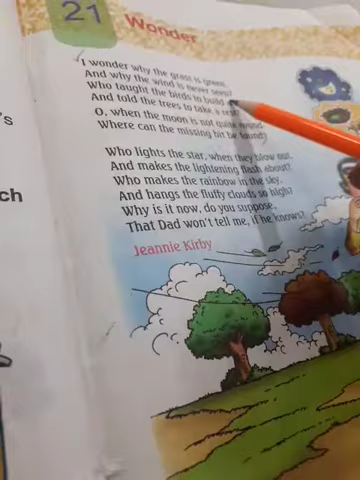 21
Wonder
I wonder why the grass is green,
And why the wind is never seen?
Who taught the birds to build a
And told the trees to take a rest?
O, when the moon is not quite round
Where can the missing bit be found?
Who lights the star, when they blow out,
And makes the lightening flash about?
Who makes the rainbow in the sky,
And hangs the fluffy clouds so high?
Why is it now, do you suppose,
That Dad won't tell me, if he knows?
Jeannie Kirby
's
ch